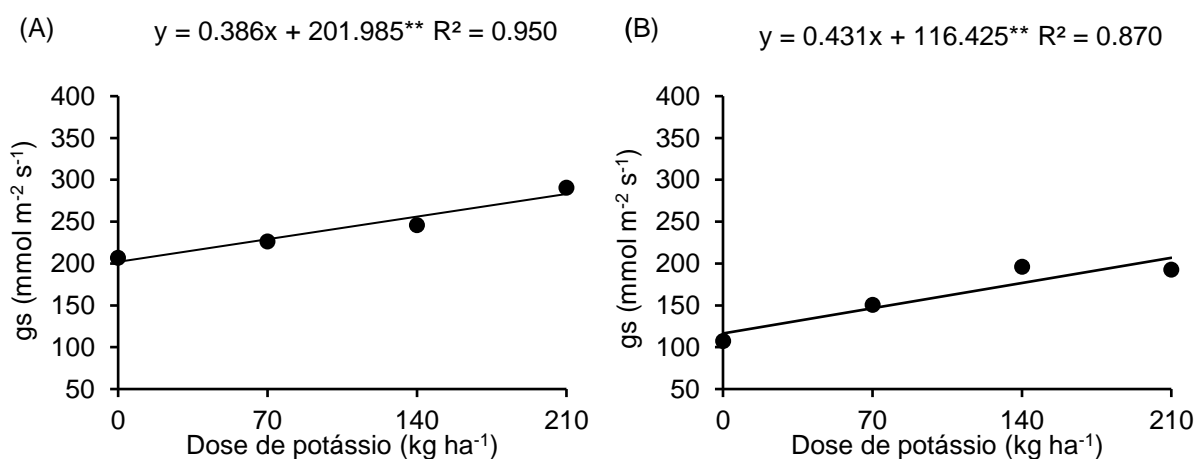 (A) y = 0.386x + 201.985** R² = 0.950
400
350
300
250
200
150
100
50
gs (mmol m⁻² s⁻¹)
0 70 140 210
Dose de potássio (kg ha⁻¹)
(B) y = 0.431x + 116.425** R² = 0.870
400
350
300
250
200
150
100
50
gs (mmol m⁻² s⁻¹)
0 70 140 210
Dose de potássio (kg ha⁻¹)